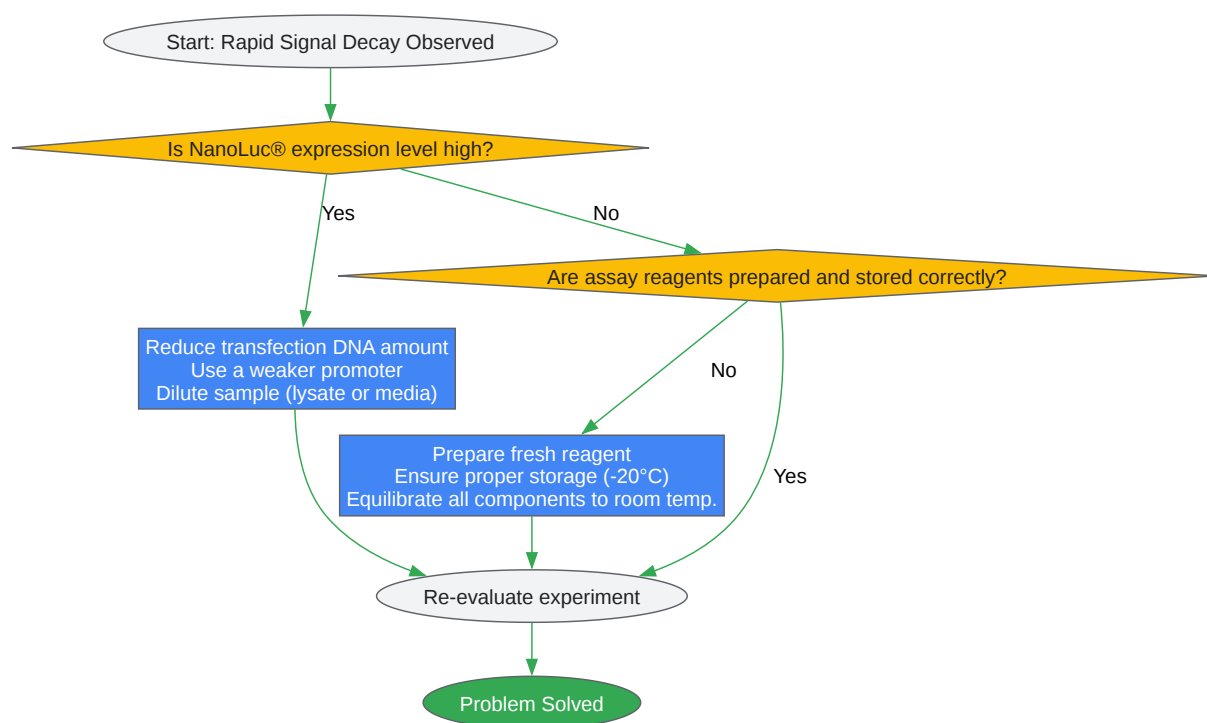 Start: Rapid Signal Decay Observed
Is NanoLuc® expression level high?
Yes
No
Are assay reagents prepared and stored correctly?
Reduce transfection DNA amount
Use a weaker promoter
Dilute sample (lysate or media)
No
Prepare fresh reagent
Ensure proper storage (-20°C)
Equilibrate all components to room temp.
Yes
Re-evaluate experiment
Problem Solved